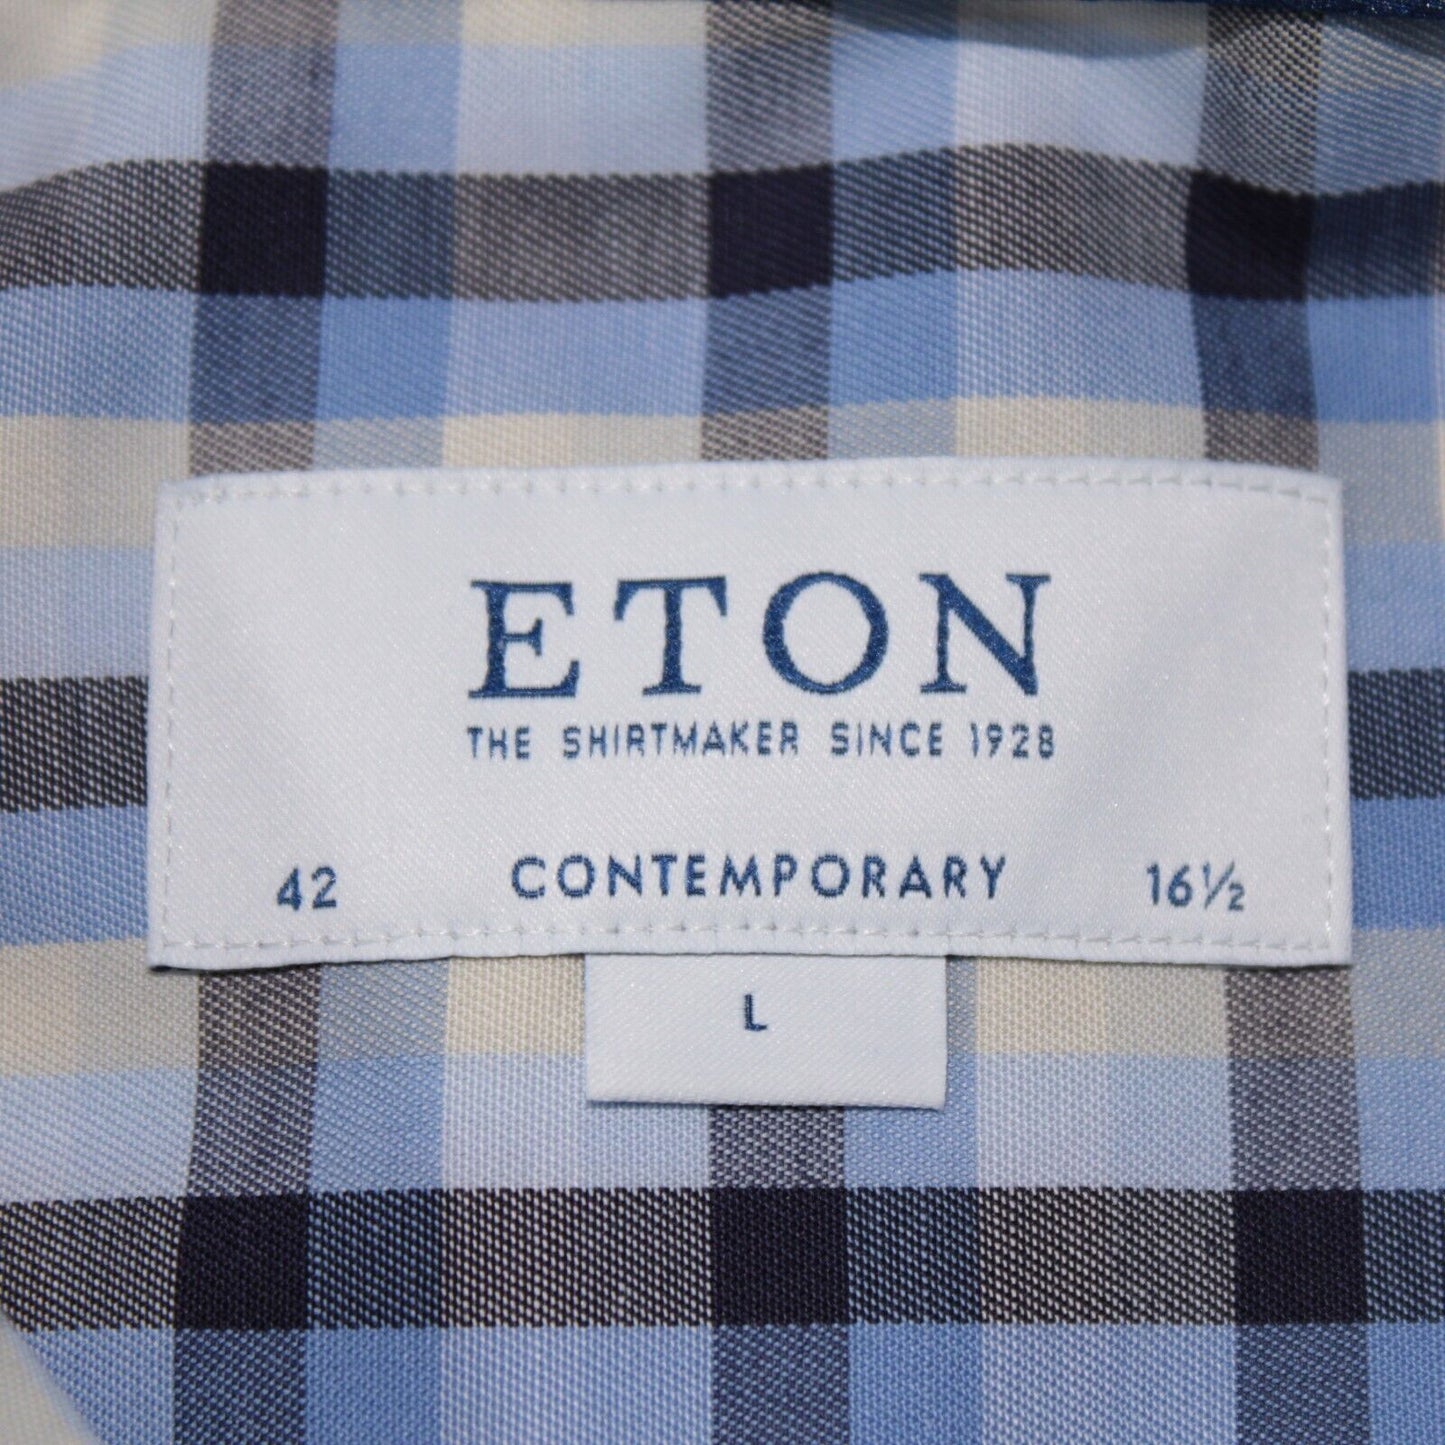 ETON
THE SHIRTMAKER SINCE 1928
42 CONTEMPORARY 16½
L